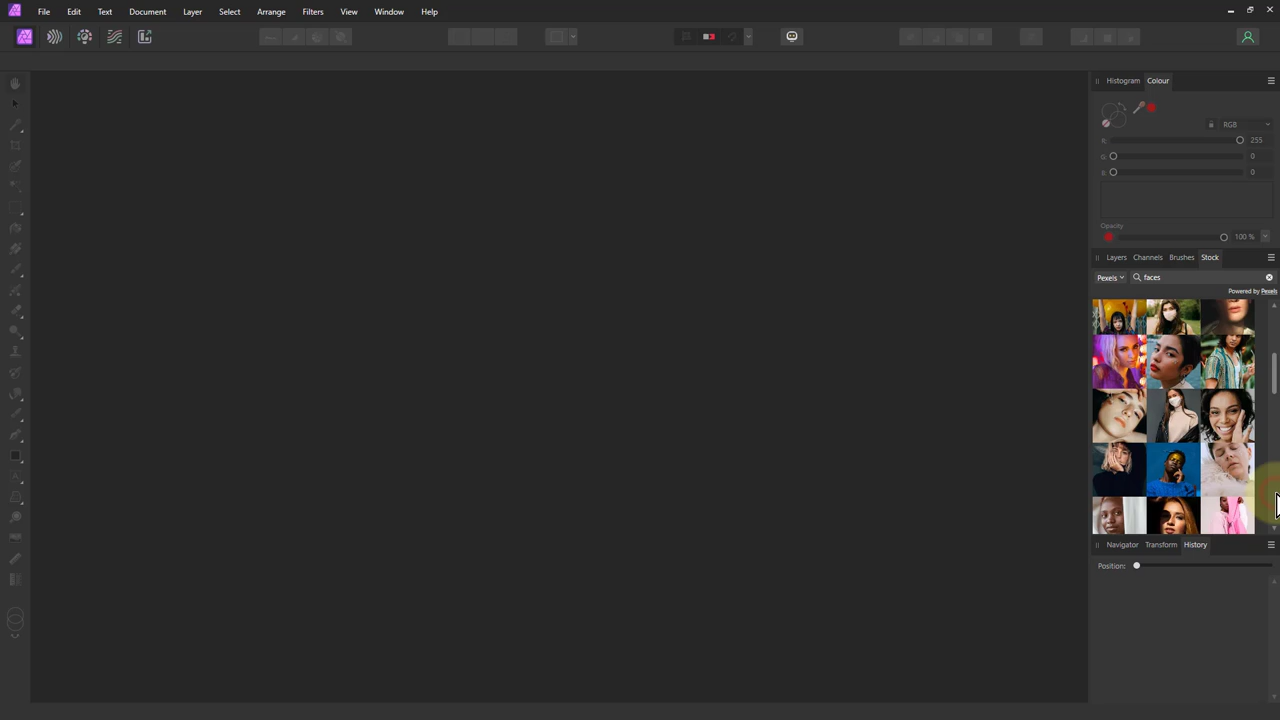 File Edit Text Document Layer Select Arrange Filters View Window Help
Histogram Colour
RGB
R: 255
G: 0
B: 0
Opacity
100 %
Layers Channels Brushes Stock
Pexels faces
Powered by Pexels
Navigator Transform History
Position: